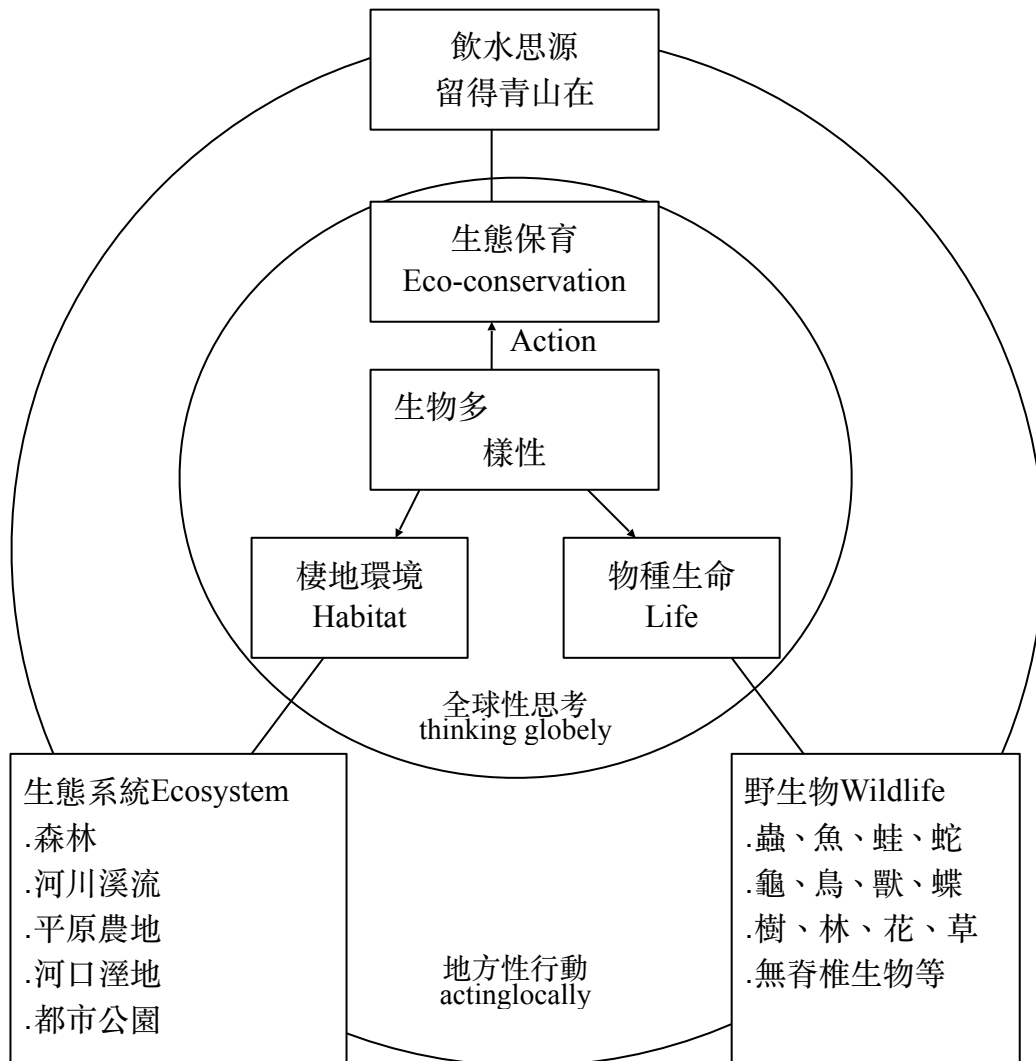 飲水思源
留得青山在
生態保育
Eco-conservation
Action
生物多
樣性
棲地環境
Habitat
物種生命
Life
全球性思考
thinking globely
生態系統Ecosystem
.森林
.河川溪流
.平原農地
.河口溼地
.都市公園
野生物Wildlife
.蟲、魚、蛙、蛇
.龜、鳥、獸、蝶
.樹、林、花、草
.無脊椎生物等
地方性行動
actinglocally